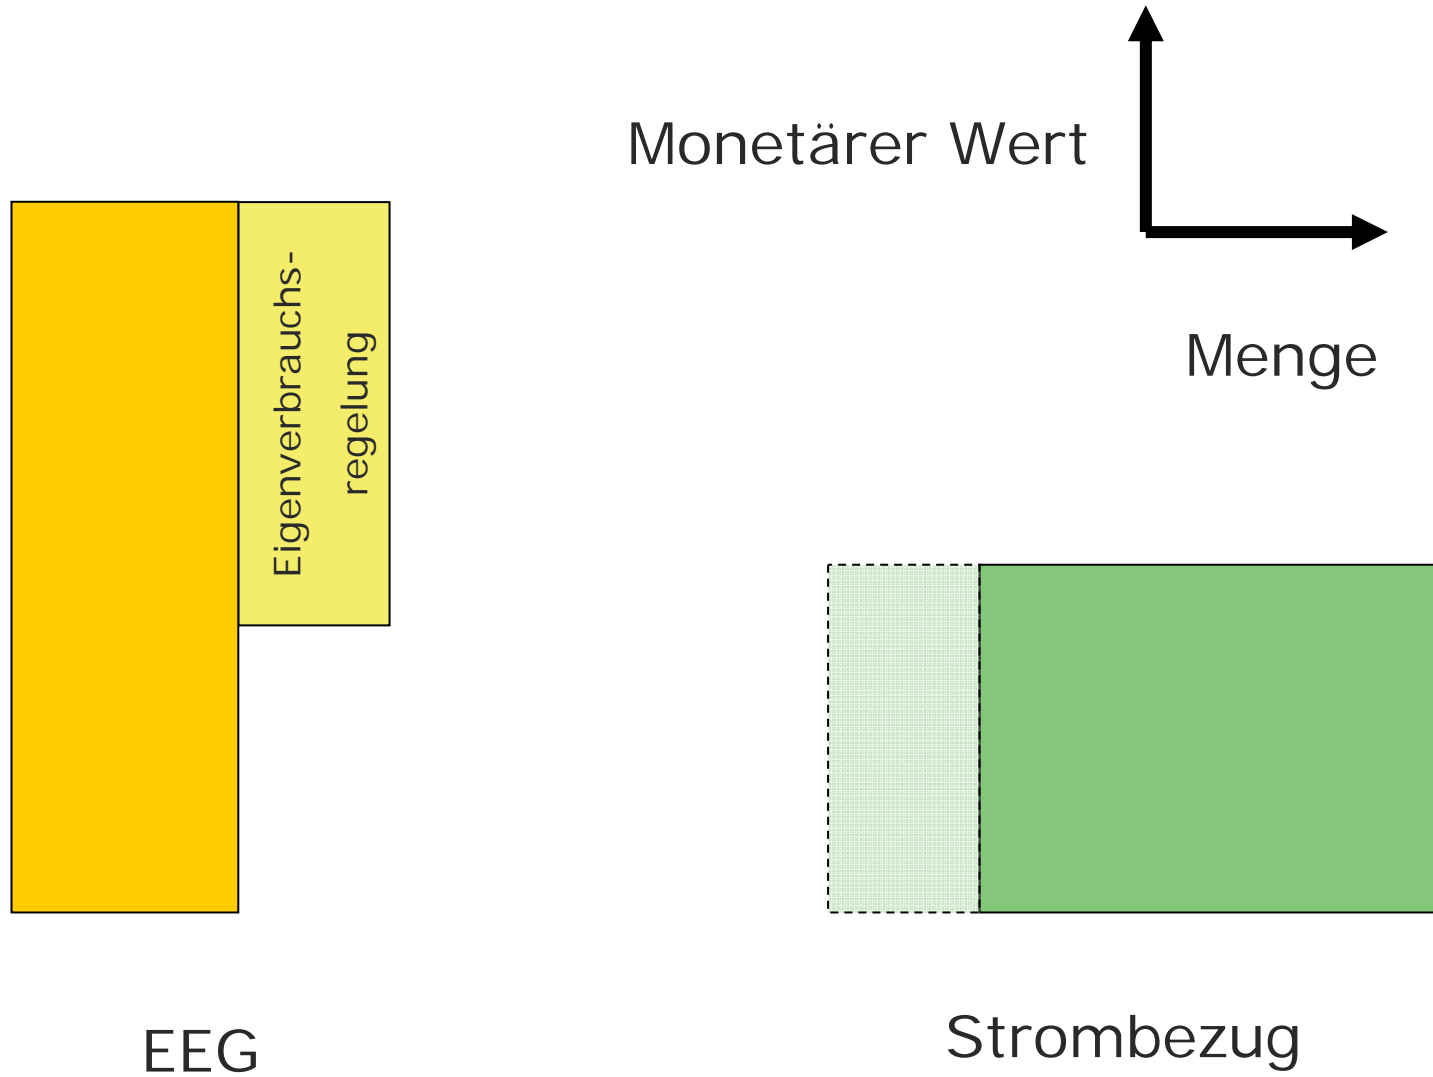 Monetärer Wert
Menge
Eigenverbrauchs-
regelung
EEG
Strombezug